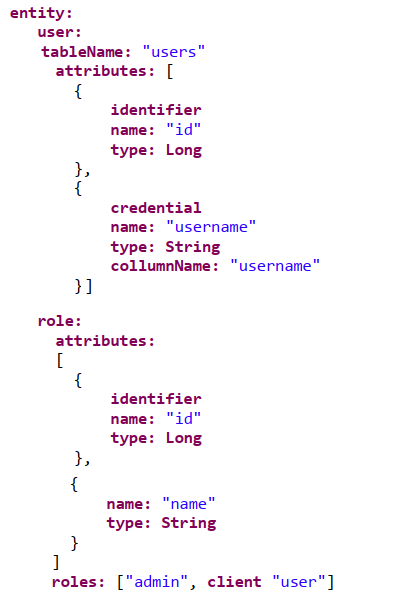 entity:
user:
tableName: "users"
attributes: [
{
identifier
name: "id"
type: Long
},
{
credential
name: "username"
type: String
collumnName: "username"
}]
role:
attributes:
[
{
identifier
name: "id"
type: Long
},
{
name: "name"
type: String
}
]
roles: ["admin", client "user"]